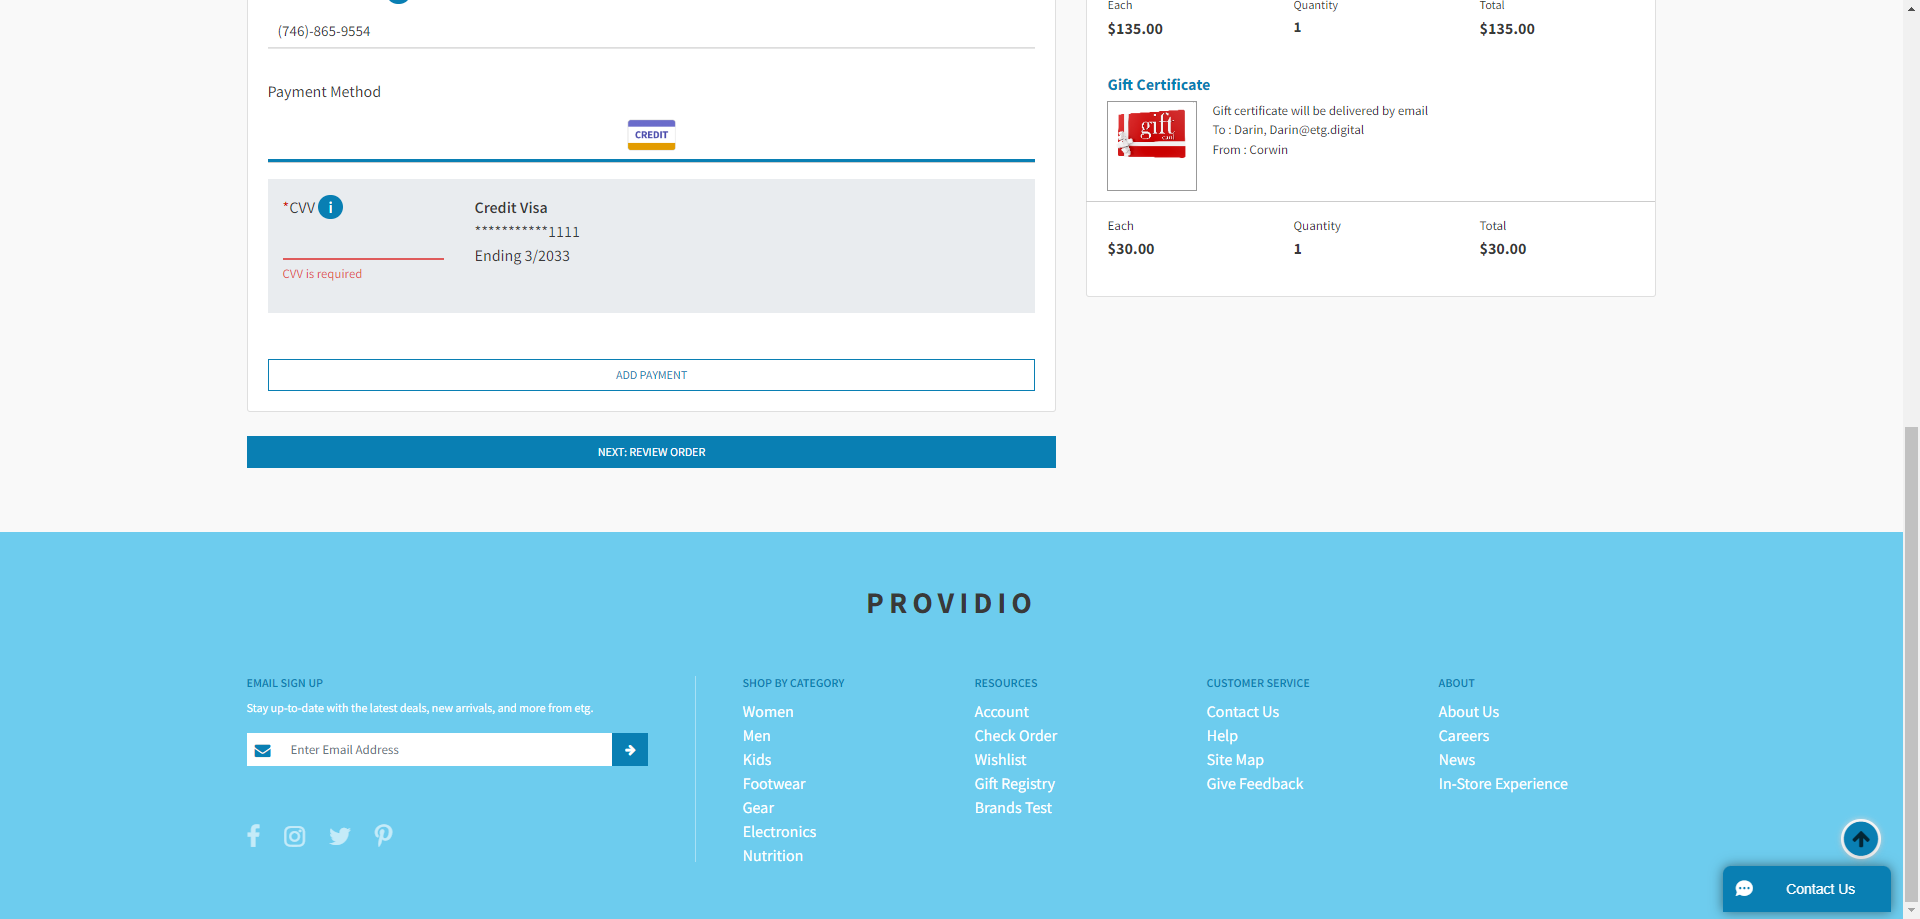 (746)-865-9554
Payment Method
CREDIT
*CVV i
CVV is required
Credit Visa
***********1111
Ending 3/2033
ADD PAYMENT
NEXT: REVIEW ORDER
Each Quantity Total
$135.00 1 $135.00
Gift Certificate
gift
card
Gift certificate will be delivered by email
To : Darin, Darin@etg.digital
From : Corwin
Each Quantity Total
$30.00 1 $30.00
PROVIDIO
EMAIL SIGN UP
Stay up-to-date with the latest deals, new arrivals, and more from etg.
Enter Email Address
SHOP BY CATEGORY
Women
Men
Kids
Footwear
Gear
Electronics
Nutrition
RESOURCES
Account
Check Order
Wishlist
Gift Registry
Brands Test
CUSTOMER SERVICE
Contact Us
Help
Site Map
Give Feedback
ABOUT
About Us
Careers
News
In-Store Experience
Contact Us